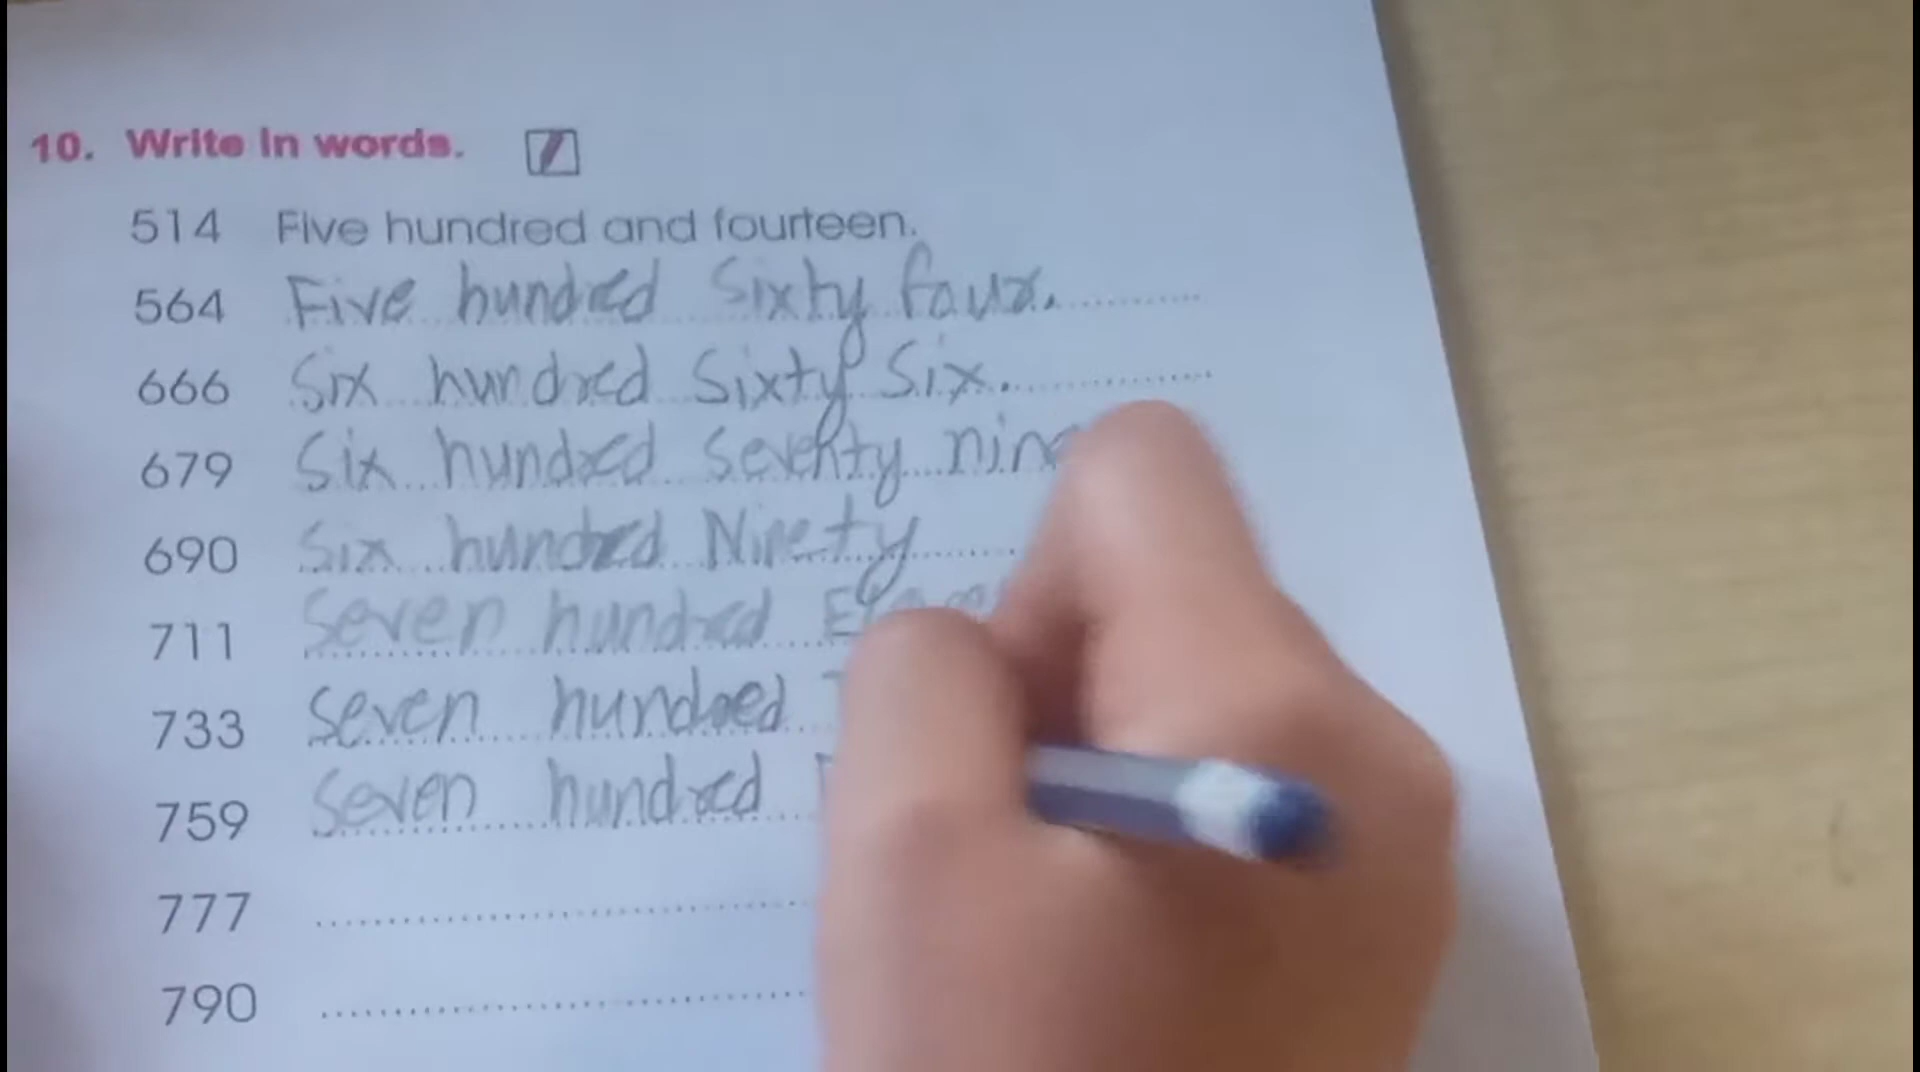 10. Write in words.
514 Five hundred and fourteen.
564 Five hundred Sixty four.
666 Six hundred Sixty Six.
679 Six hundred Seventy nine
690 Six hundred Ninety
711 Seven hundred
733 Seven hundred
759 Seven hundred
777
790